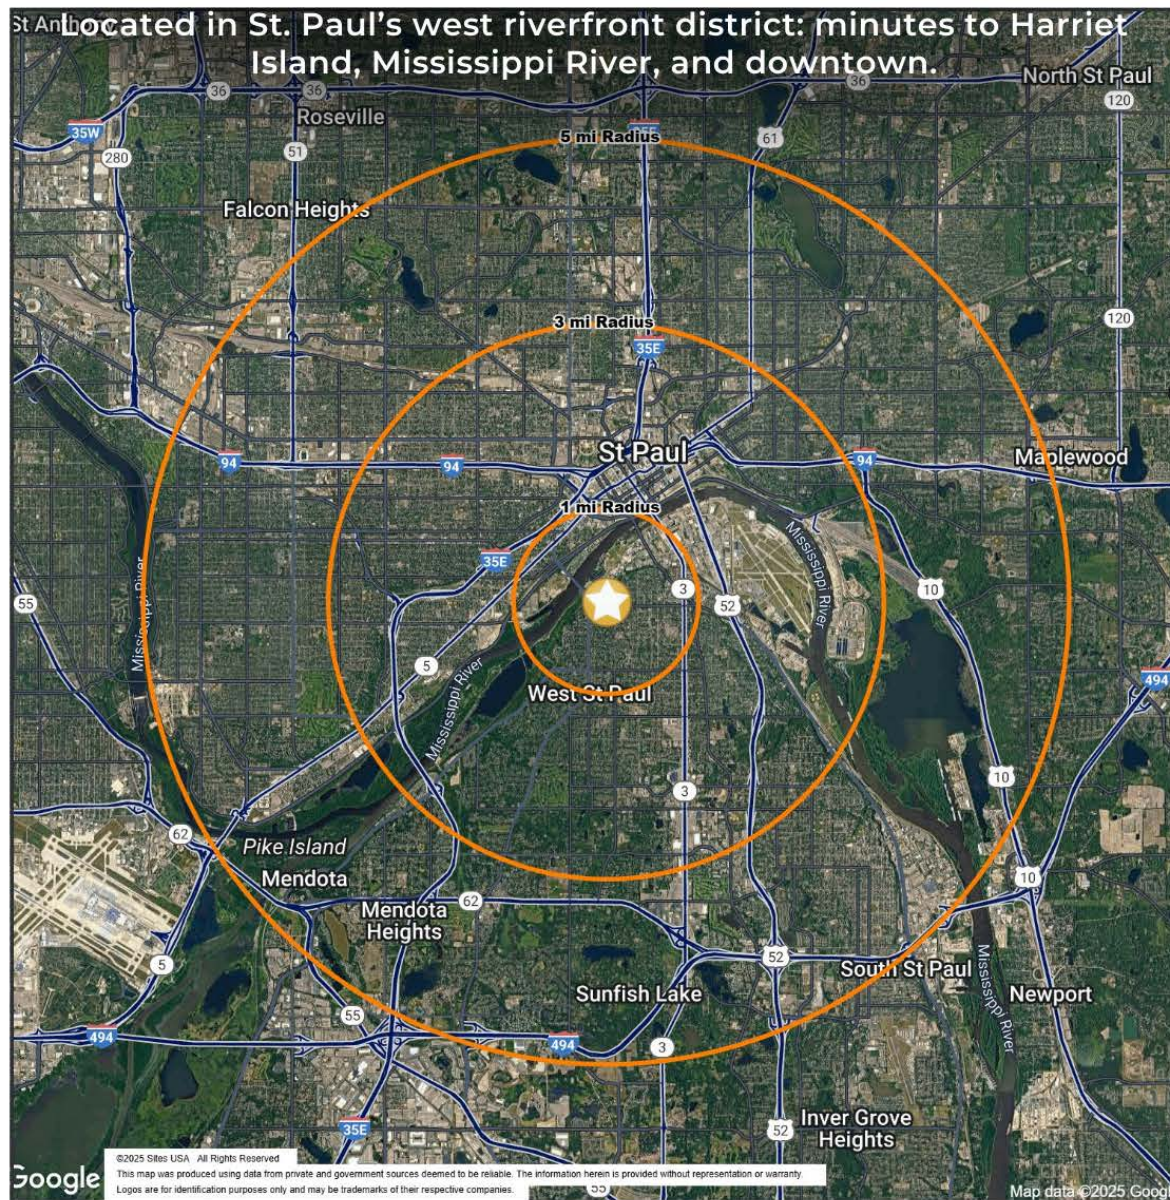 Located in St. Paul's west riverfront district: minutes to Harriet
Island, Mississippi River, and downtown.
North St Paul
36
36
36
120
Roseville
35W
5 mi Radius
61
280
51
Falcon Heights
3 mi Radius
120
35E
St Paul
94
94
94
Maplewood
1 mi Radius
Mississippi River
35E
Mississippi River
55
3
52
10
5
Mississippi River
West St Paul
494
3
10
62
Pike Island
Mendota
10
62
Mendota
Heights
5
52
South St Paul
Mississippi River
Sunfish Lake
Newport
55
494
494
3
35E
52
Inver Grove
Heights
©2025 Sites USA All Rights Reserved
This map was produced using data from private and government sources deemed to be reliable. The information herein is provided without representation or warranty.
Logos are for identification purposes only and may be trademarks of their respective companies.
Google
55
Map data ©2025